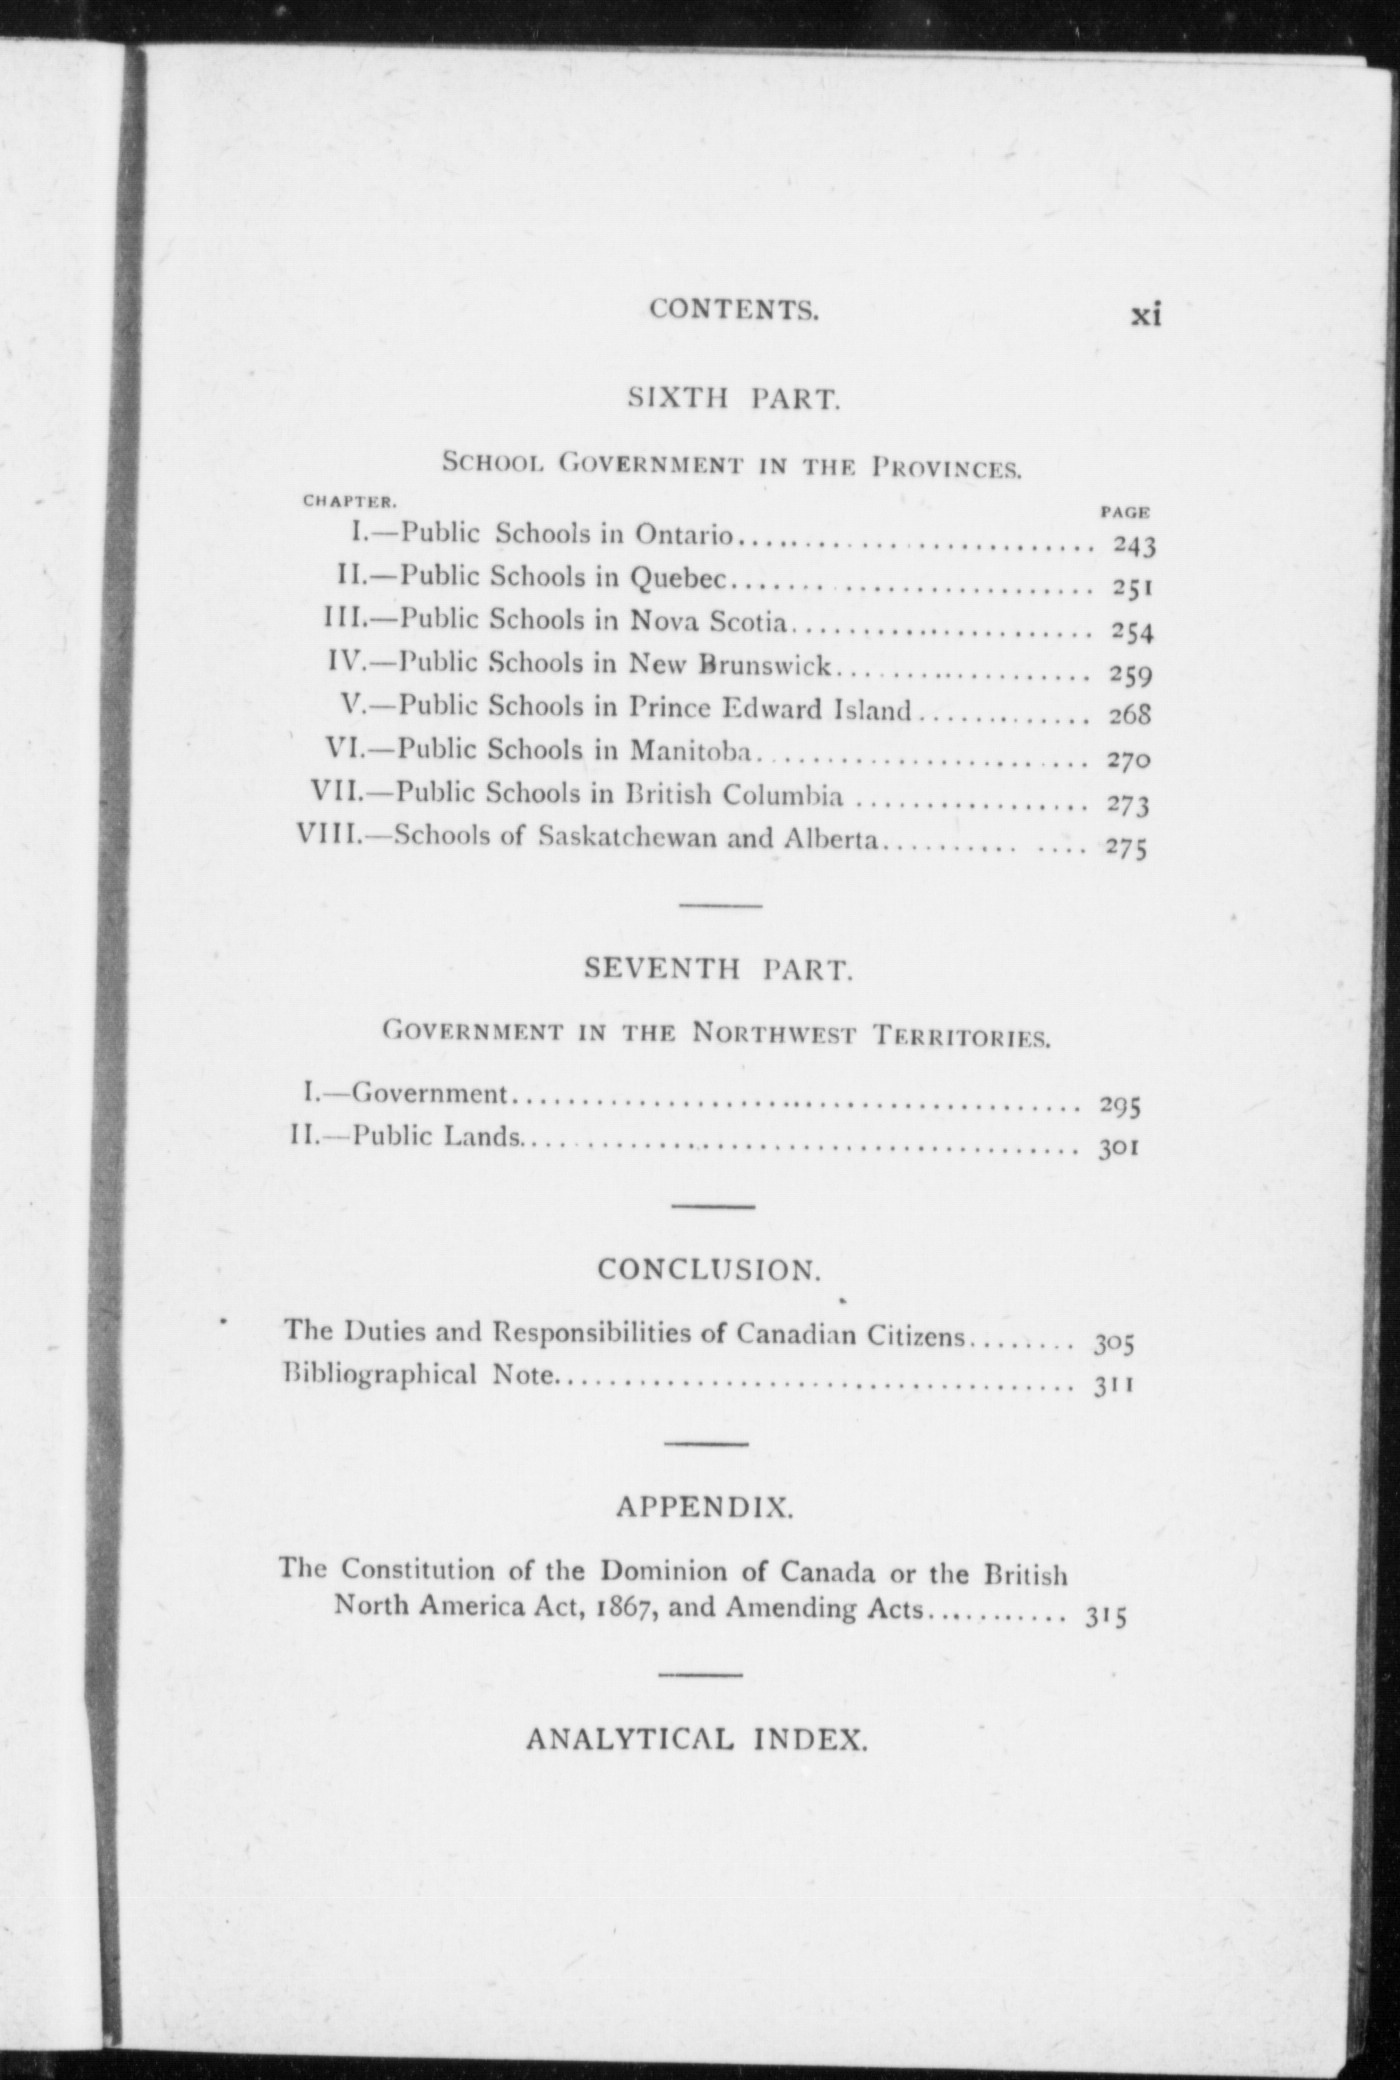 CONTENTS. xi
SIXTH PART.
SCHOOL GOVERNMENT IN THE PROVINCES.
CHAPTER. PAGE
I.—Public Schools in Ontario.............................. 243
II.—Public Schools in Quebec.............................. 251
III.—Public Schools in Nova Scotia...................... 254
IV.—Public Schools in New Brunswick................... 259
V.—Public Schools in Prince Edward Island............. 268
VI.—Public Schools in Manitoba........................ 270
VII.—Public Schools in British Columbia................. 273
VIII.—Schools of Saskatchewan and Alberta.............. 275
SEVENTH PART.
GOVERNMENT IN THE NORTHWEST TERRITORIES.
I.—Government.......................................... 295
II.—Public Lands........................................ 301
CONCLUSION.
The Duties and Responsibilities of Canadian Citizens........ 305
Bibliographical Note...................................... 311
APPENDIX.
The Constitution of the Dominion of Canada or the British
North America Act, 1867, and Amending Acts........... 315
ANALYTICAL INDEX.